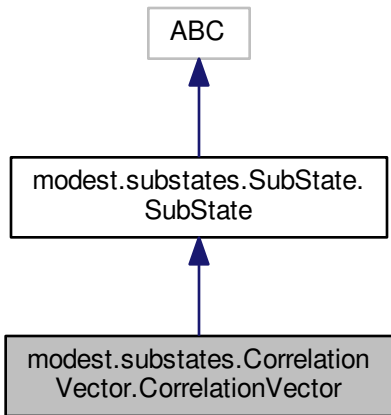 ABC
modest.substates.SubState.
SubState
modest.substates.Correlation
Vector.CorrelationVector